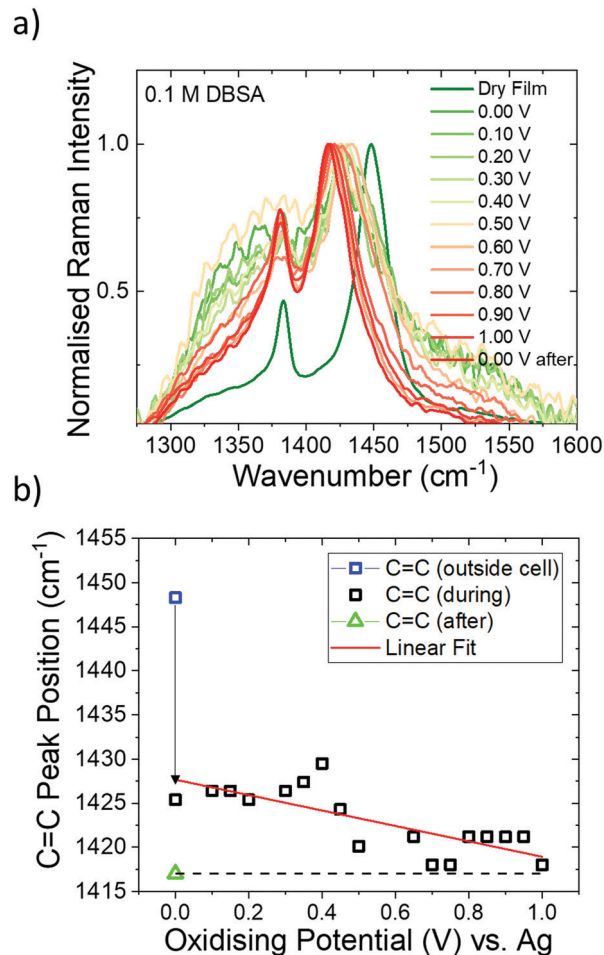 a)
0.1 M DBSA
Dry Film
0.00 V
0.10 V
0.20 V
0.30 V
0.40 V
0.50 V
0.60 V
0.70 V
0.80 V
0.90 V
1.00 V
0.00 V after
1.0
0.5
Normalised Raman Intensity
1300 1350 1400 1450 1500 1550 1600
Wavenumber (cm⁻¹)
b)
1455
1450
1445
1440
1435
1430
1425
1420
1415
C=C Peak Position (cm⁻¹)
C=C (outside cell)
C=C (during)
C=C (after)
Linear Fit
0.0 0.2 0.4 0.6 0.8 1.0
Oxidising Potential (V) vs. Ag